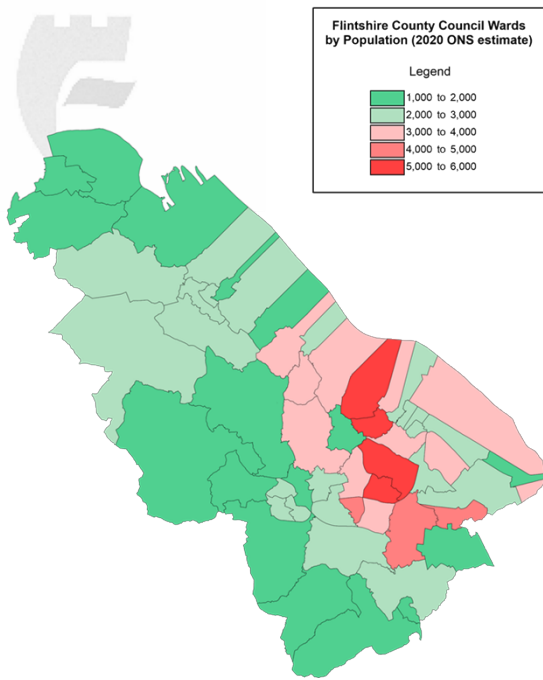 Flintshire County Council Wards
by Population (2020 ONS estimate)
Legend
1,000 to 2,000
2,000 to 3,000
3,000 to 4,000
4,000 to 5,000
5,000 to 6,000